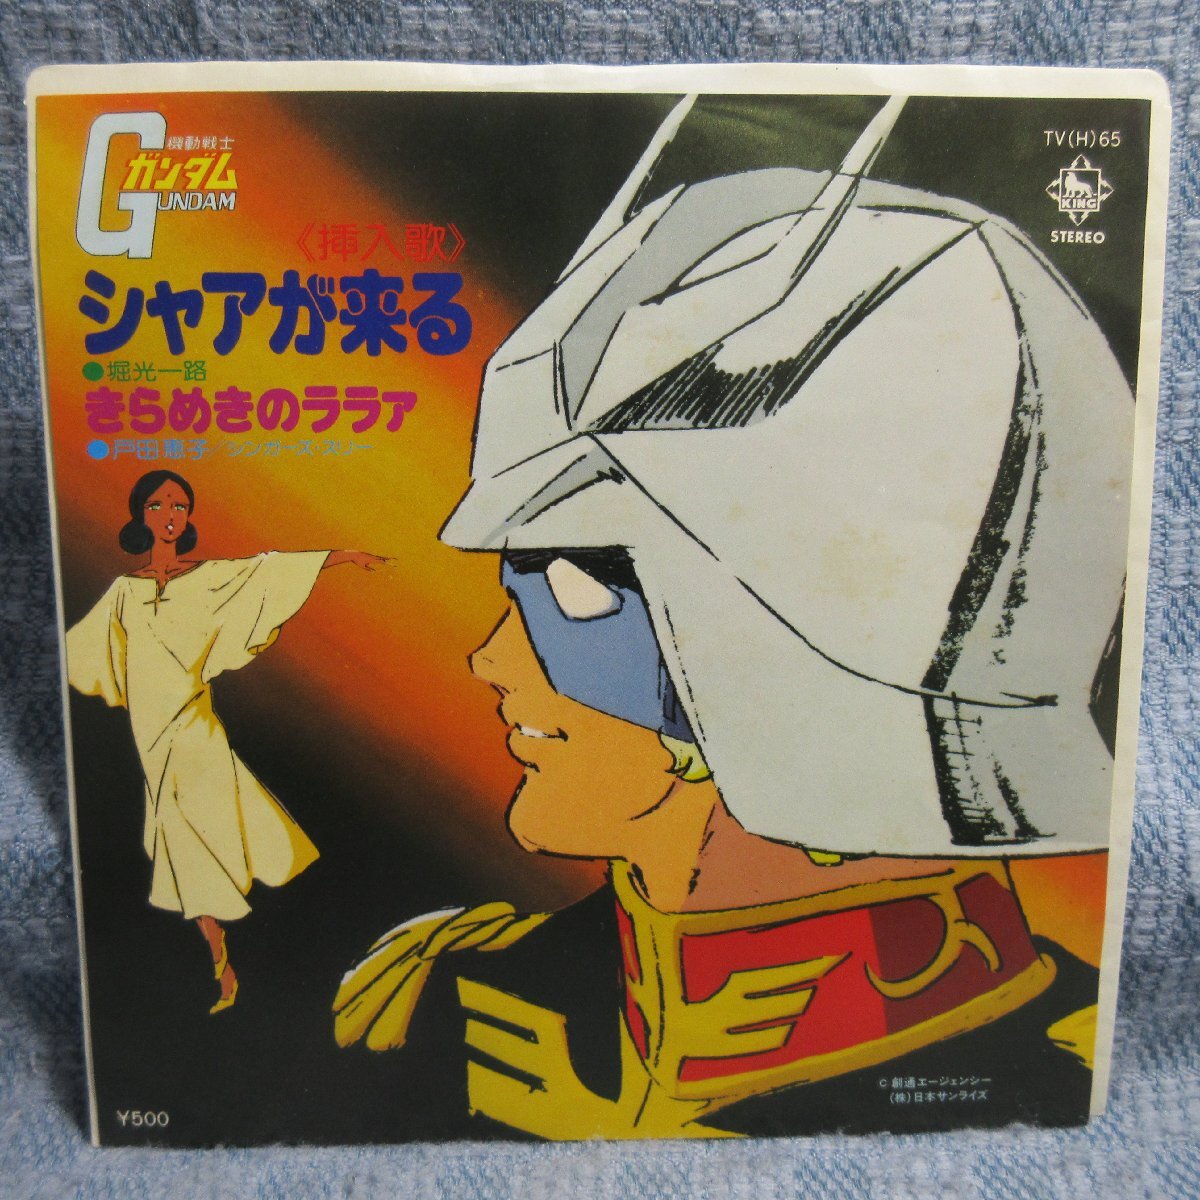 機動戦士
ガンダム
GUNDAM
《挿入歌》
シャアが来る
●堀光一路
きらめきのララァ
●戸田恵子/シンガーズ・スリー
TV(H)65
KING
STEREO
C 創通エージェンシー
(株)日本サンライズ
¥500